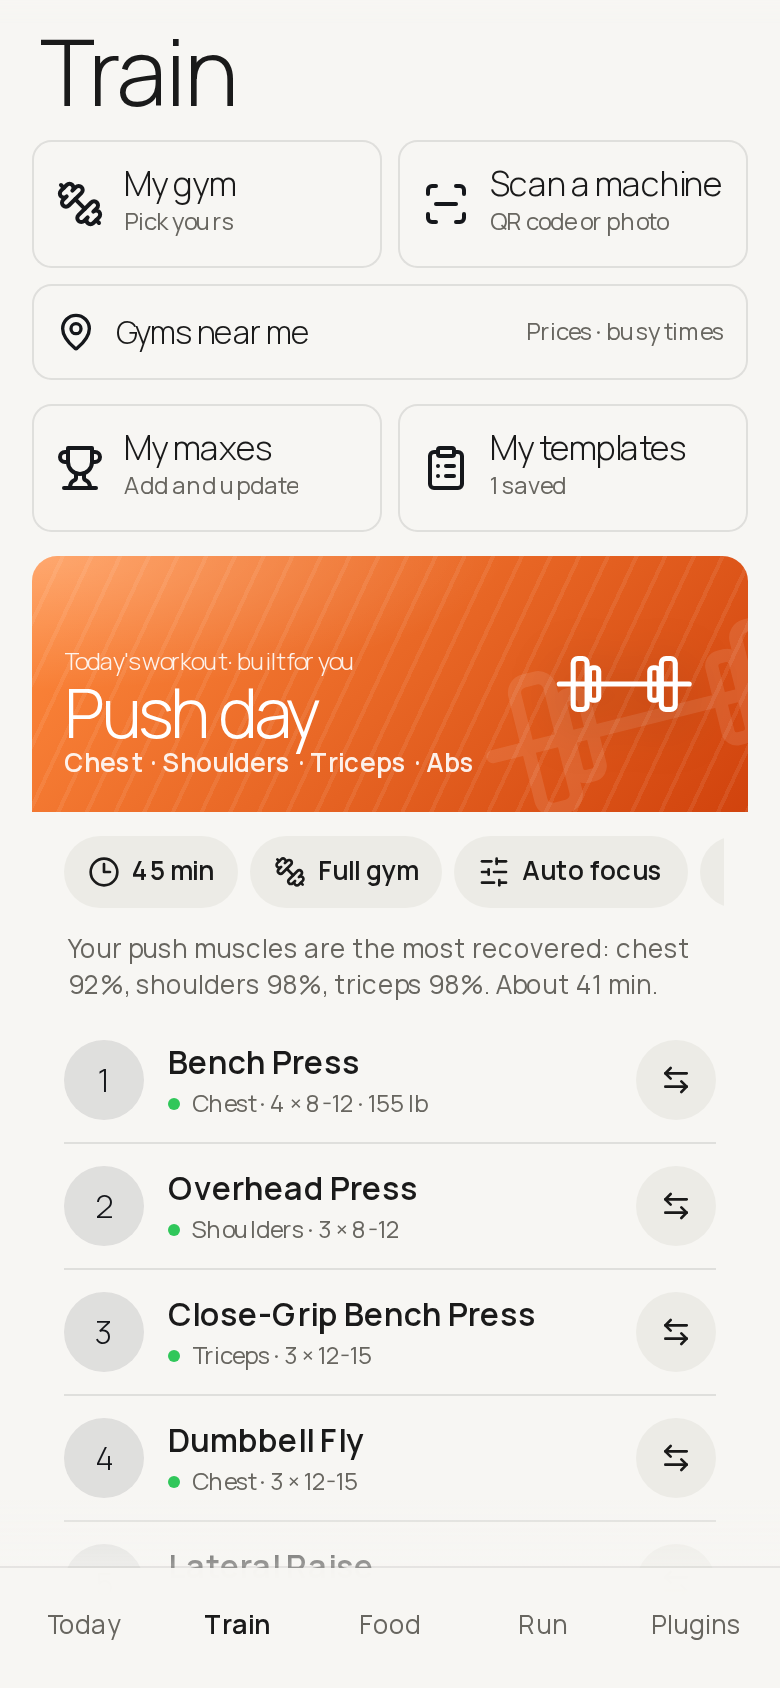 Train
My gym
Pick yours
Scan a machine
QR code or photo
Gyms near me
Prices · busy times
My maxes
Add and update
My templates
1 saved
Today's workout · built for you
Push day
Chest · Shoulders · Triceps · Abs
45 min
Full gym
Auto focus
Your push muscles are the most recovered: chest
92%, shoulders 98%, triceps 98%. About 41 min.
1
Bench Press
Chest · 4 × 8-12 · 155 lb
2
Overhead Press
Shoulders · 3 × 8-12
3
Close-Grip Bench Press
Triceps · 3 × 12-15
4
Dumbbell Fly
Chest · 3 × 12-15
Lateral Raise
Today
Train
Food
Run
Plugins